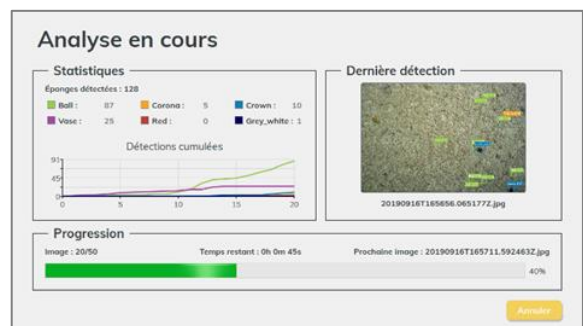 Analyse en cours
Statistiques
Éponges détectées : 128
Ball : 87
Corona : 5
Crown : 10
Vase : 25
Red : 0
Grey_white : 1
Détections cumulées
91
45
0
0 5 10 15 20
Dernière détection
20190916T165656.065177Z.jpg
Progression
Image : 20/50
Temps restant : 0h 0m 45s
Prochaine image : 20190916T165711.592463Z.jpg
40%
Annuler